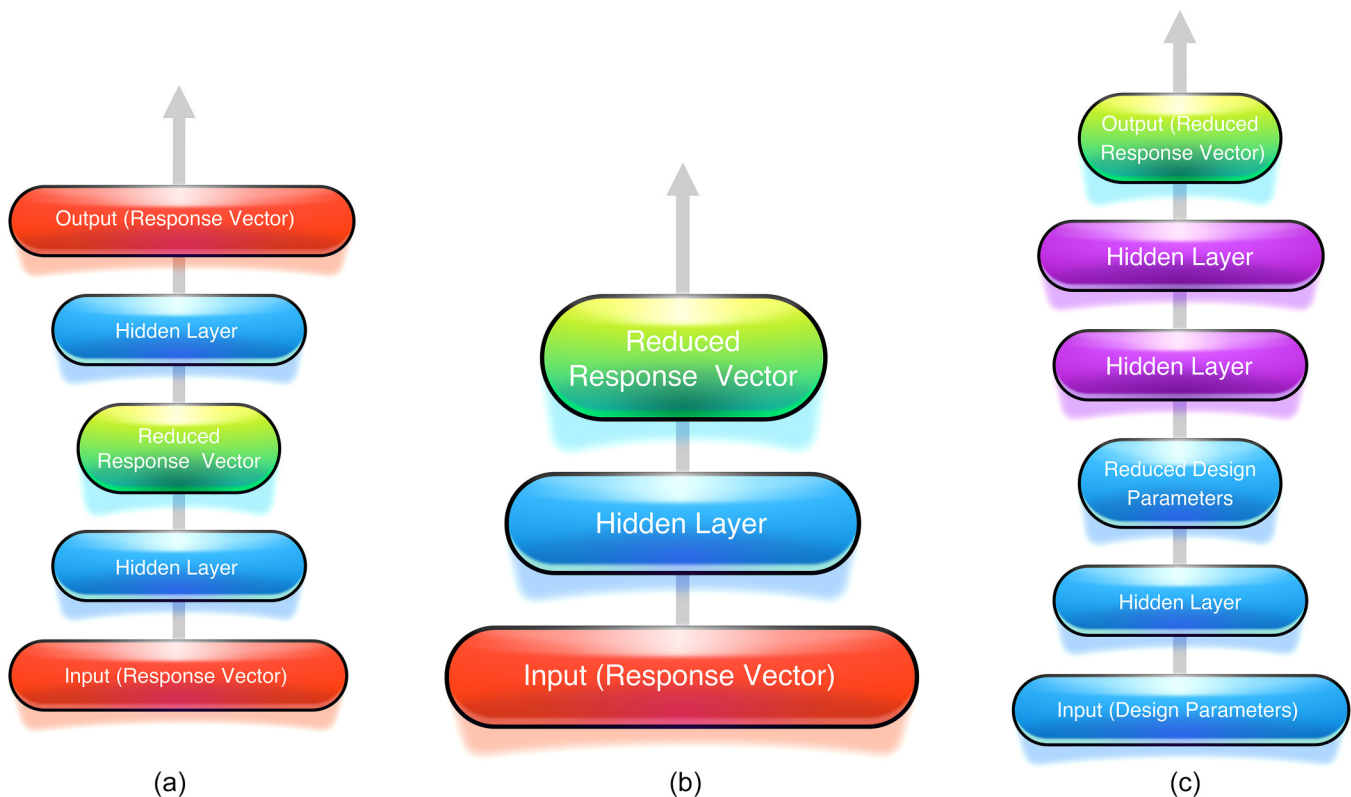 Output (Response Vector)
Hidden Layer
Reduced
Response Vector
Hidden Layer
Input (Response Vector)
(a)
Reduced
Response Vector
Hidden Layer
Input (Response Vector)
(b)
Output (Reduced
Response Vector)
Hidden Layer
Hidden Layer
Reduced Design
Parameters
Hidden Layer
Input (Design Parameters)
(c)